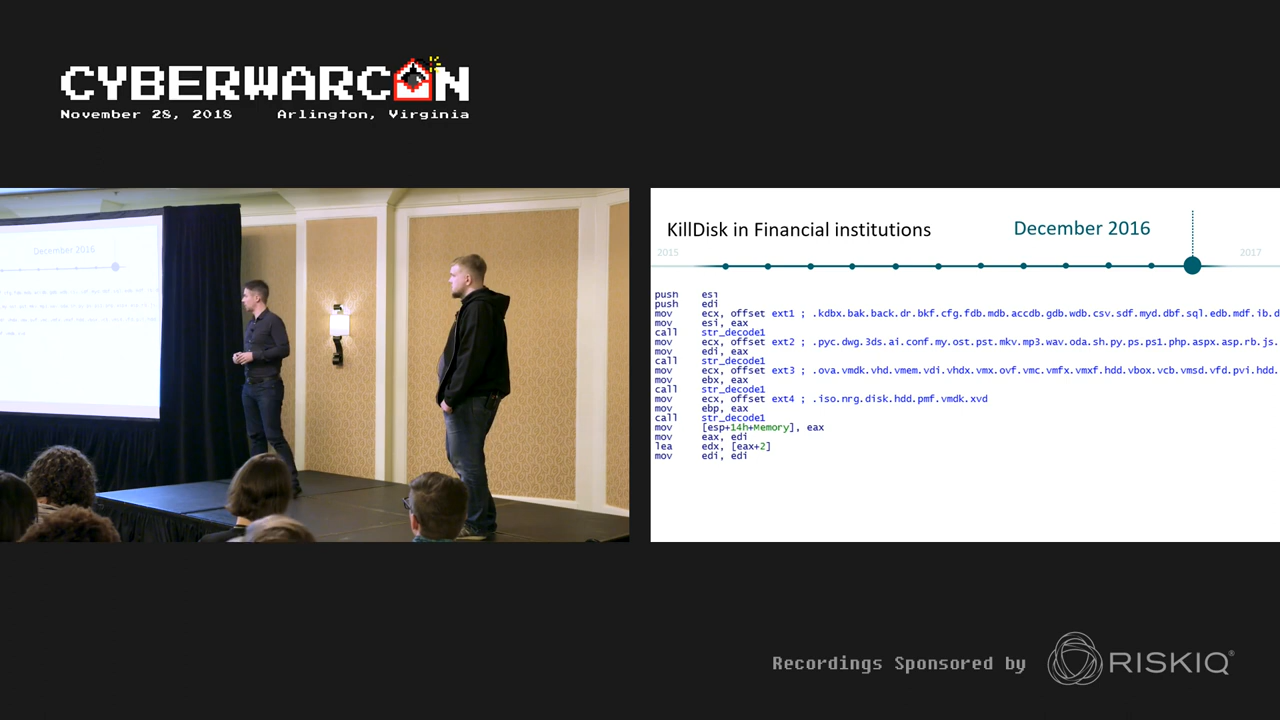 CYBERWARCON
November 28, 2018 Arlington, Virginia
December 2016
KillDisk in Financial institutions
December 2016
2015
2017
push esi
push edi
mov ecx, offset ext1 ; .kdbx.bak.back.dr.bkf.cfg.fdb.mdb.accdb.gdb.wdb.csv.sdf.myd.dbf.sql.edb.mdf.ib.d
mov esi, eax
call str_decode1
mov ecx, offset ext2 ; .pyc.dwg.3ds.ai.conf.my.ost.pst.mkv.mp3.wav.oda.sh.py.ps.ps1.php.aspx.asp.rb.js.
mov edi, eax
call str_decode1
mov ecx, offset ext3 ; .ova.vmdk.vhd.vmem.vdi.vhdx.vmx.ovf.vmc.vmfx.vmxf.hdd.vbox.vcb.vmsd.vfd.pvi.hdd.
mov ebx, eax
call str_decode1
mov ecx, offset ext4 ; .iso.nrg.disk.hdd.pmf.vmdk.xvd
mov ebp, eax
call str_decode1
mov [esp+14h+Memory], eax
mov eax, edi
lea edx, [eax+2]
mov edi, edi
Recordings Sponsored by RISKIQ®